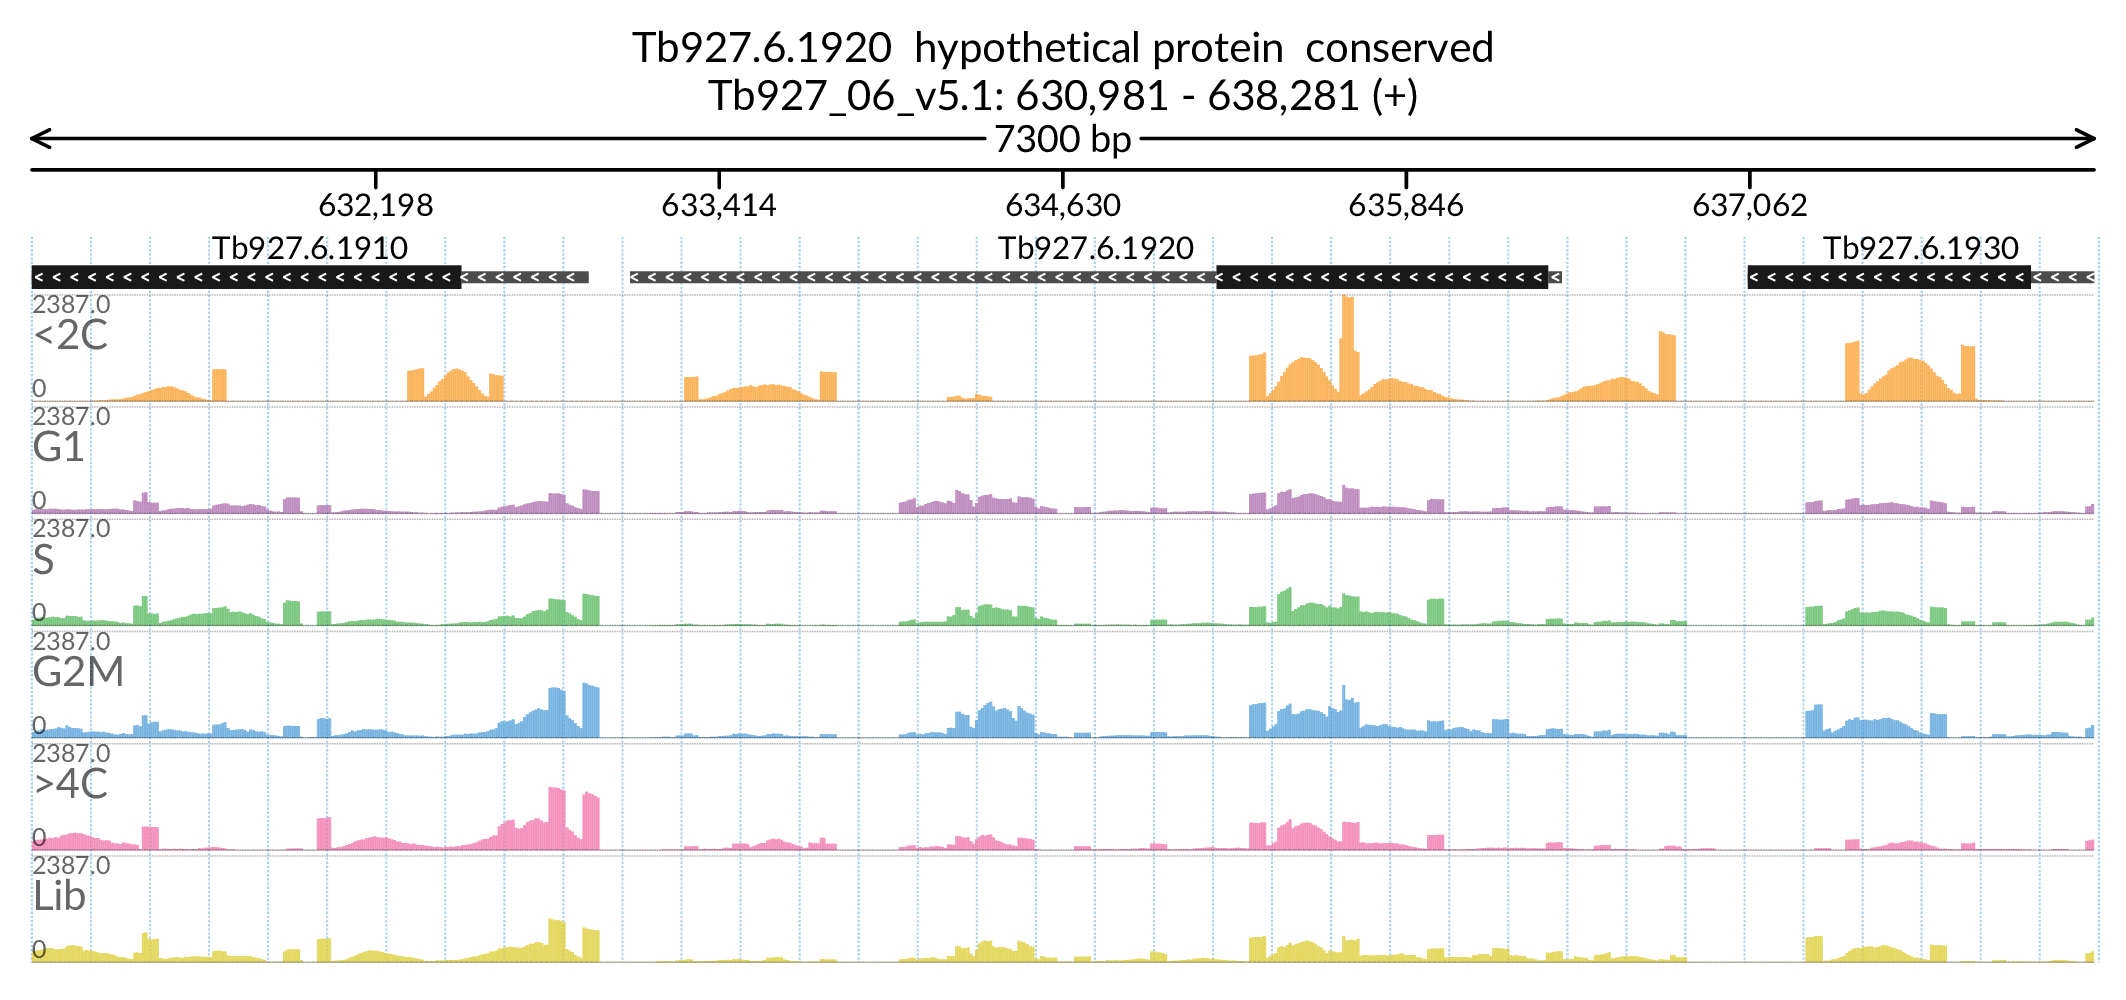 Tb927.6.1920  hypothetical protein  conserved
Tb927_06_v5.1: 630,981 - 638,281 (+)
7300 bp
632,198 633,414 634,630 635,846 637,062
Tb927.6.1910 Tb927.6.1920 Tb927.6.1930
2387.0
<2C
0
2387.0
G1
0
2387.0
S
0
2387.0
G2M
0
2387.0
>4C
0
2387.0
Lib
0